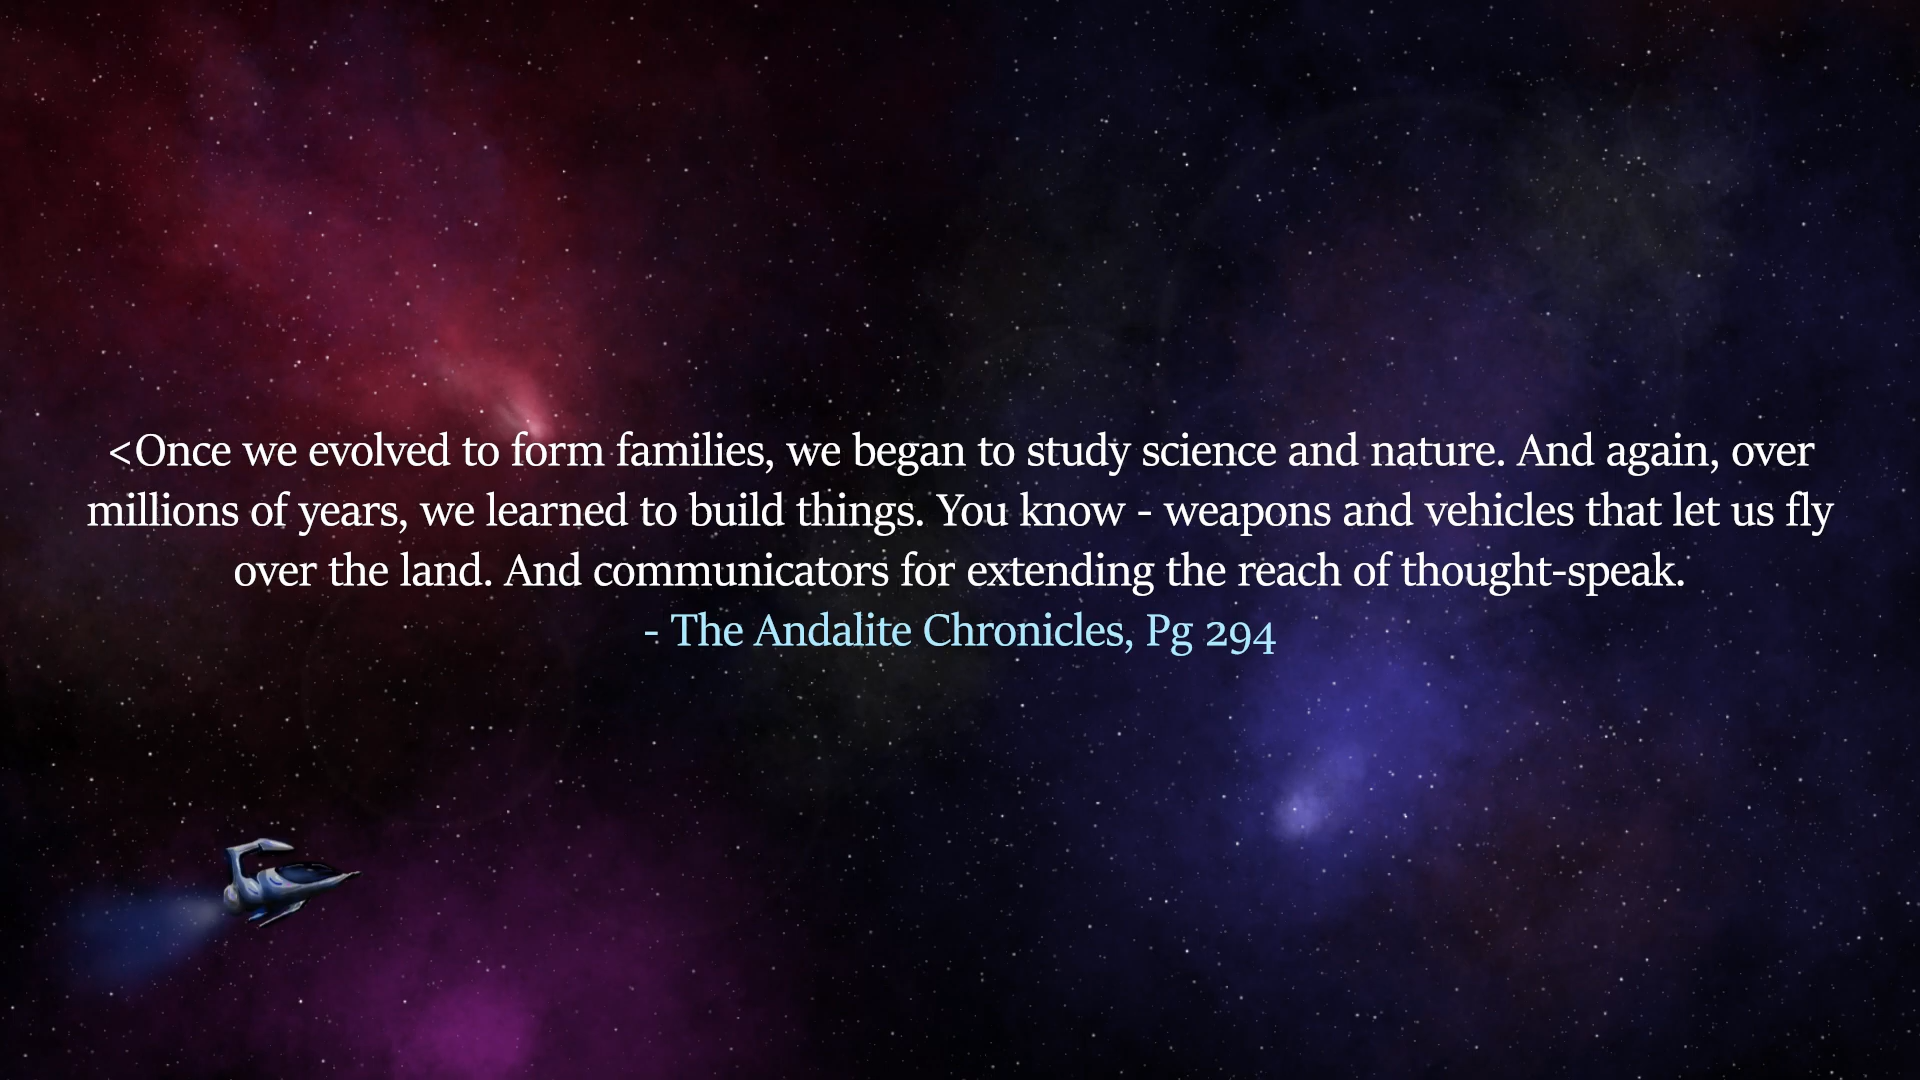 <Once we evolved to form families, we began to study science and nature. And again, over
millions of years, we learned to build things. You know - weapons and vehicles that let us fly
over the land. And communicators for extending the reach of thought-speak.
- The Andalite Chronicles, Pg 294